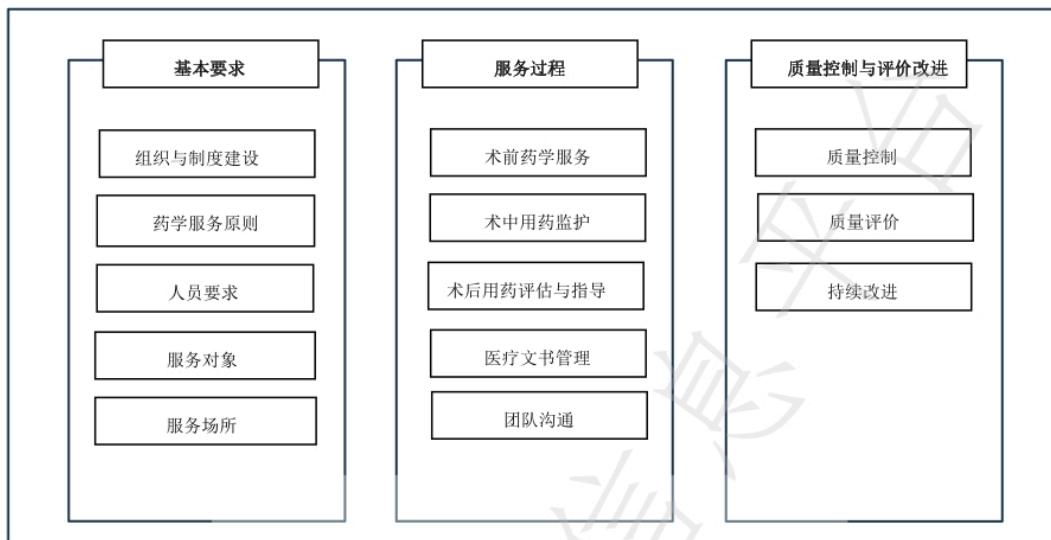 基本要求
组织与制度建设
药学服务原则
人员要求
服务对象
服务场所
服务过程
术前药学服务
术中用药监护
术后用药评估与指导
医疗文书管理
团队沟通
质量控制与评价改进
质量控制
质量评价
持续改进
息平台